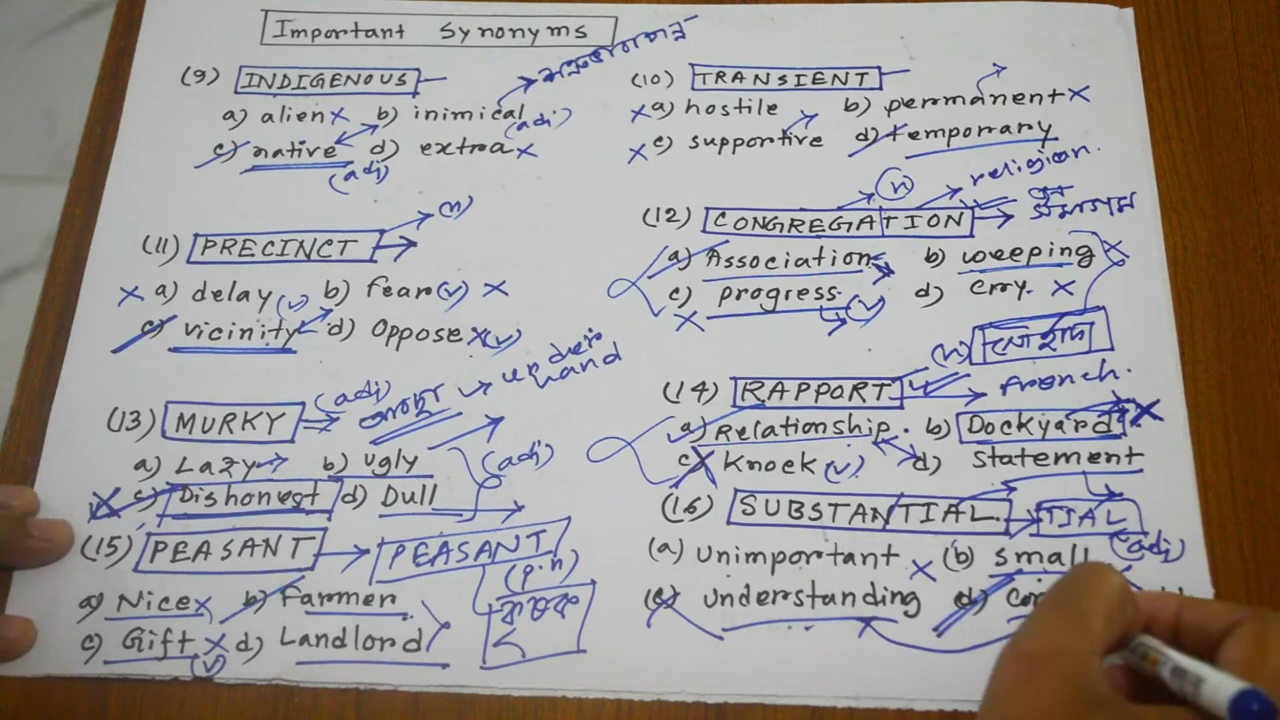 Important Synonyms
(9) INDIGENOUS
a) alien x b) inimical
(adj)
c) native d) extra x
(adj)
(10) TRANSIENT
x a) hostile b) permanent x
x c) supportive d) temporary
(11) PRECINCT (n)
x a) delay (v) b) fear (v) x
c) vicinity d) Oppose x (v)
(12) CONGREGATION (n) religion.
a) Association b) weeping x
c) progress (v) d) Cry. x
x
(13) MURKY (adj) under hand
a) Lazy b) ugly (adj)
x c) Dishonest d) Dull
(14) RAPPORT (n) French.
a) Relationship. b) Dockyard x
c) Knock (v) d) Statement
(15) PEASANT PEASANT
(p.n)
a) Nice x b) farmer
c) Gift x d) Landlord
(v)
(16) SUBSTANTIAL TIAL
(adj)
(a) Unimportant x (b) small
(c) Understanding (d)